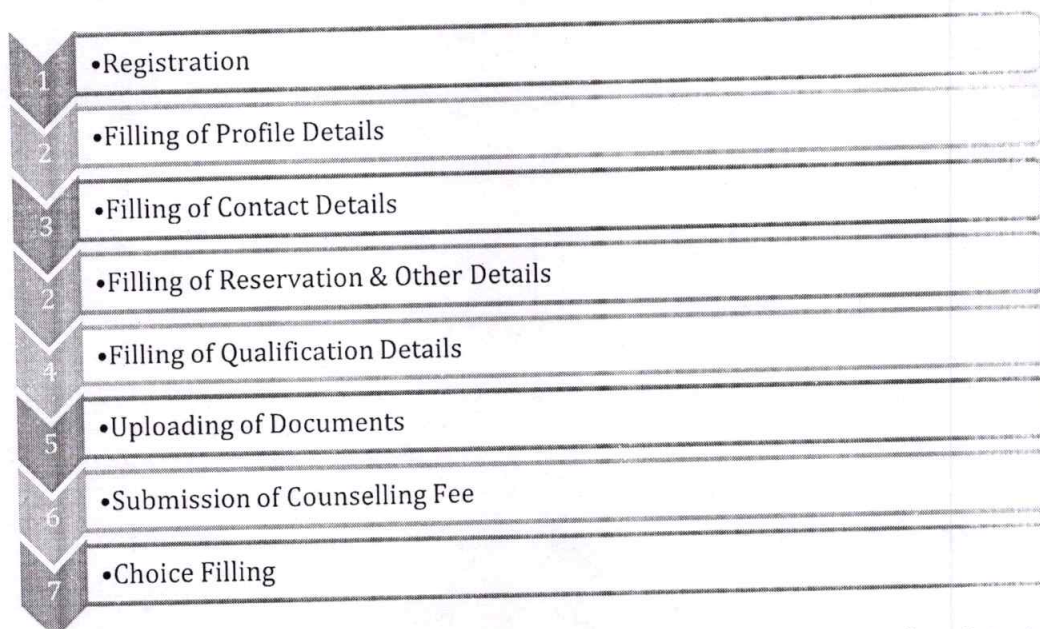 1 •Registration
2 •Filling of Profile Details
3 •Filling of Contact Details
2 •Filling of Reservation & Other Details
4 •Filling of Qualification Details
5 •Uploading of Documents
6 •Submission of Counselling Fee
7 •Choice Filling